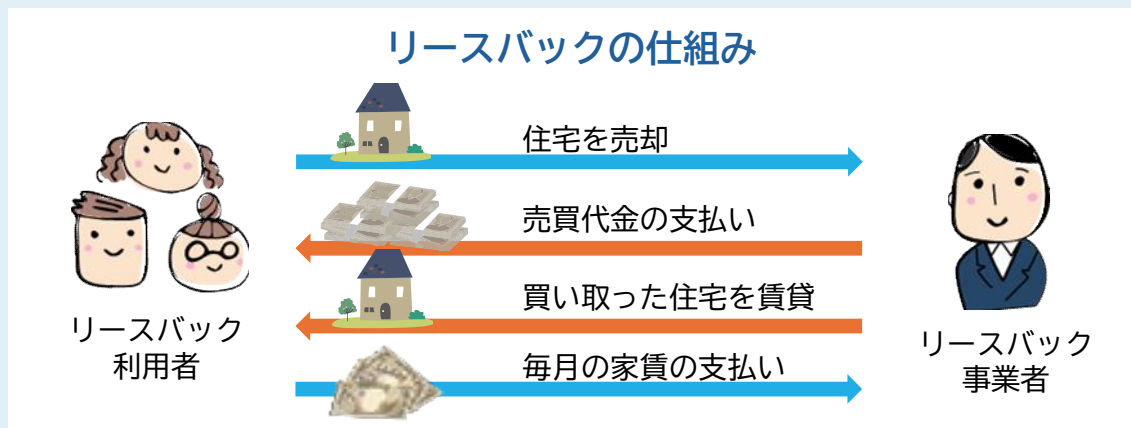 リースバックの仕組み
住宅を売却
売買代金の支払い
買い取った住宅を賃貸
毎月の家賃の支払い
リースバック
利用者
リースバック
事業者